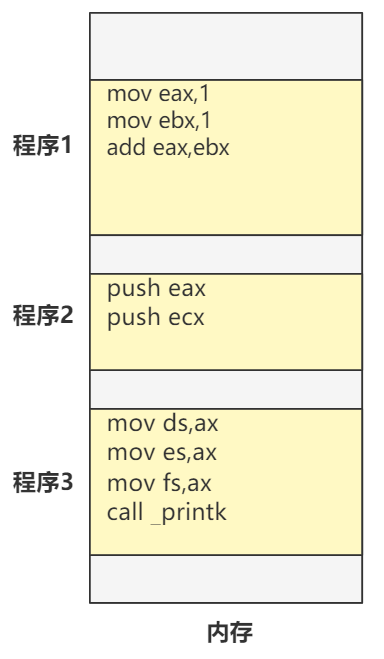 程序1
mov eax,1
mov ebx,1
add eax,ebx
程序2
push eax
push ecx
程序3
mov ds,ax
mov es,ax
mov fs,ax
call _printk
内存